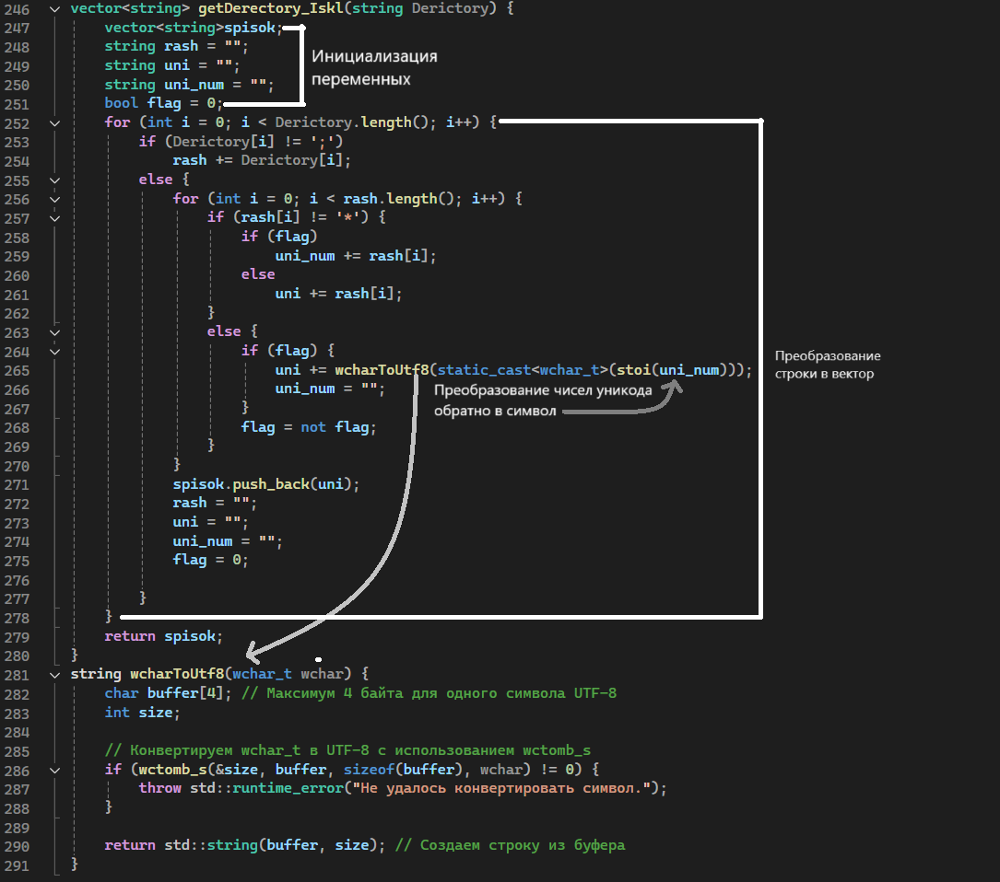 246 vector<string> getDerectory_Iskl(string Derictory) {
247 vector<string>spisok;
248 string rash = "";
249 string uni = "";
250 string uni_num = "";
251 bool flag = 0;
Инициализация
переменных
252 for (int i = 0; i < Derictory.length(); i++) {
253 if (Derictory[i] != ';')
254 rash += Derictory[i];
255 else {
256 for (int i = 0; i < rash.length(); i++) {
257 if (rash[i] != '*') {
258 if (flag)
259 uni_num += rash[i];
260 else
261 uni += rash[i];
262 }
263 else {
264 if (flag) {
265 uni += wcharToUtf8(static_cast<wchar_t>(stoi(uni_num)));
266 uni_num = "";
267 }
268 flag = not flag;
269 }
270 }
271 spisok.push_back(uni);
272 rash = "";
273 uni = "";
274 uni_num = "";
275 flag = 0;
276
277 }
278 }
Преобразование чисел уникода
обратно в символ
Преобразование
строки в вектор
279 return spisok;
280 }
281 string wcharToUtf8(wchar_t wchar) {
282 char buffer[4]; // Максимум 4 байта для одного символа UTF-8
283 int size;
284
285 // Конвертируем wchar_t в UTF-8 с использованием wctomb_s
286 if (wctomb_s(&size, buffer, sizeof(buffer), wchar) != 0) {
287 throw std::runtime_error("Не удалось конвертировать символ.");
288 }
289
290 return std::string(buffer, size); // Создаем строку из буфера
291 }